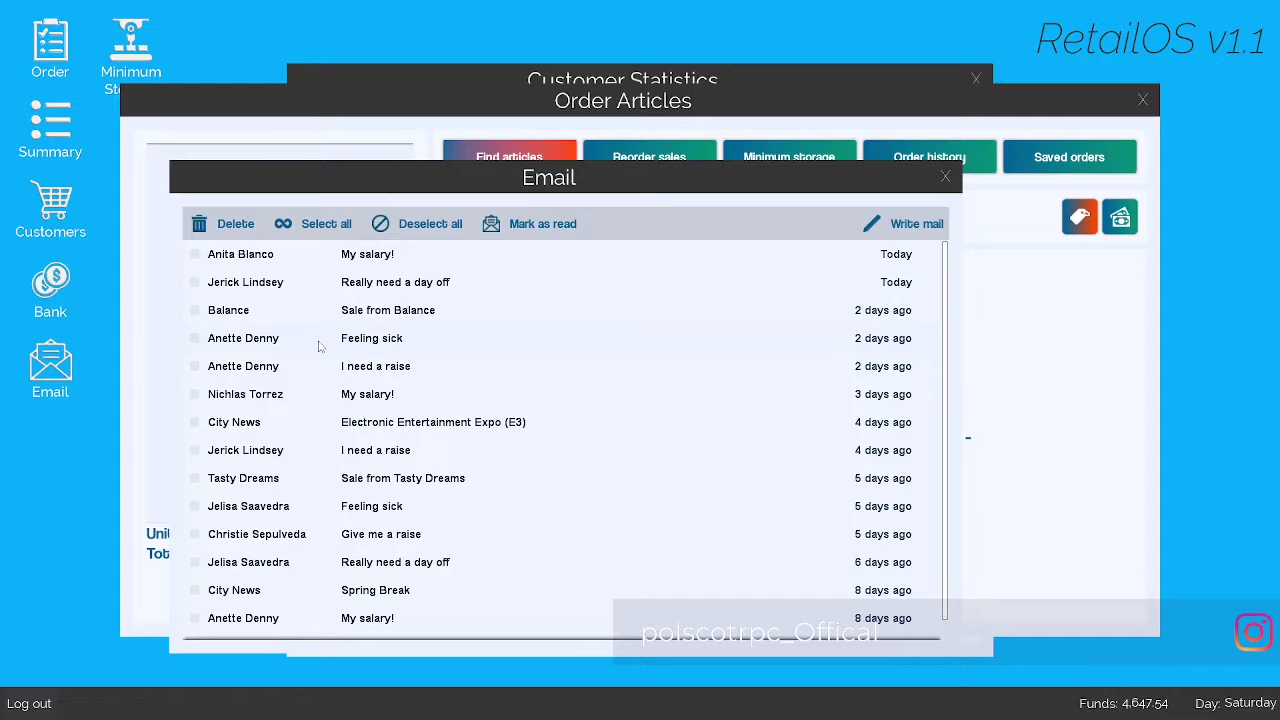 RetailOS v1.1
Order
Minimum
Summary
Customers
Bank
Email
Customer Statistics
X
Order Articles
X
Find articles
Reorder sales
Minimum storage
Order history
Saved orders
Email
X
Delete
Select all
Deselect all
Mark as read
Write mail
Anita Blanco My salary! Today
Jerick Lindsey Really need a day off Today
Balance Sale from Balance 2 days ago
Anette Denny Feeling sick 2 days ago
Anette Denny I need a raise 2 days ago
Nichlas Torrez My salary! 3 days ago
City News Electronic Entertainment Expo (E3) 4 days ago
Jerick Lindsey I need a raise 4 days ago
Tasty Dreams Sale from Tasty Dreams 5 days ago
Jelisa Saavedra Feeling sick 5 days ago
Christie Sepulveda Give me a raise 5 days ago
Jelisa Saavedra Really need a day off 6 days ago
City News Spring Break 8 days ago
Anette Denny My salary! 8 days ago
polscotrpc_Offical
Log out
Funds: 4,647.54
Day: Saturday